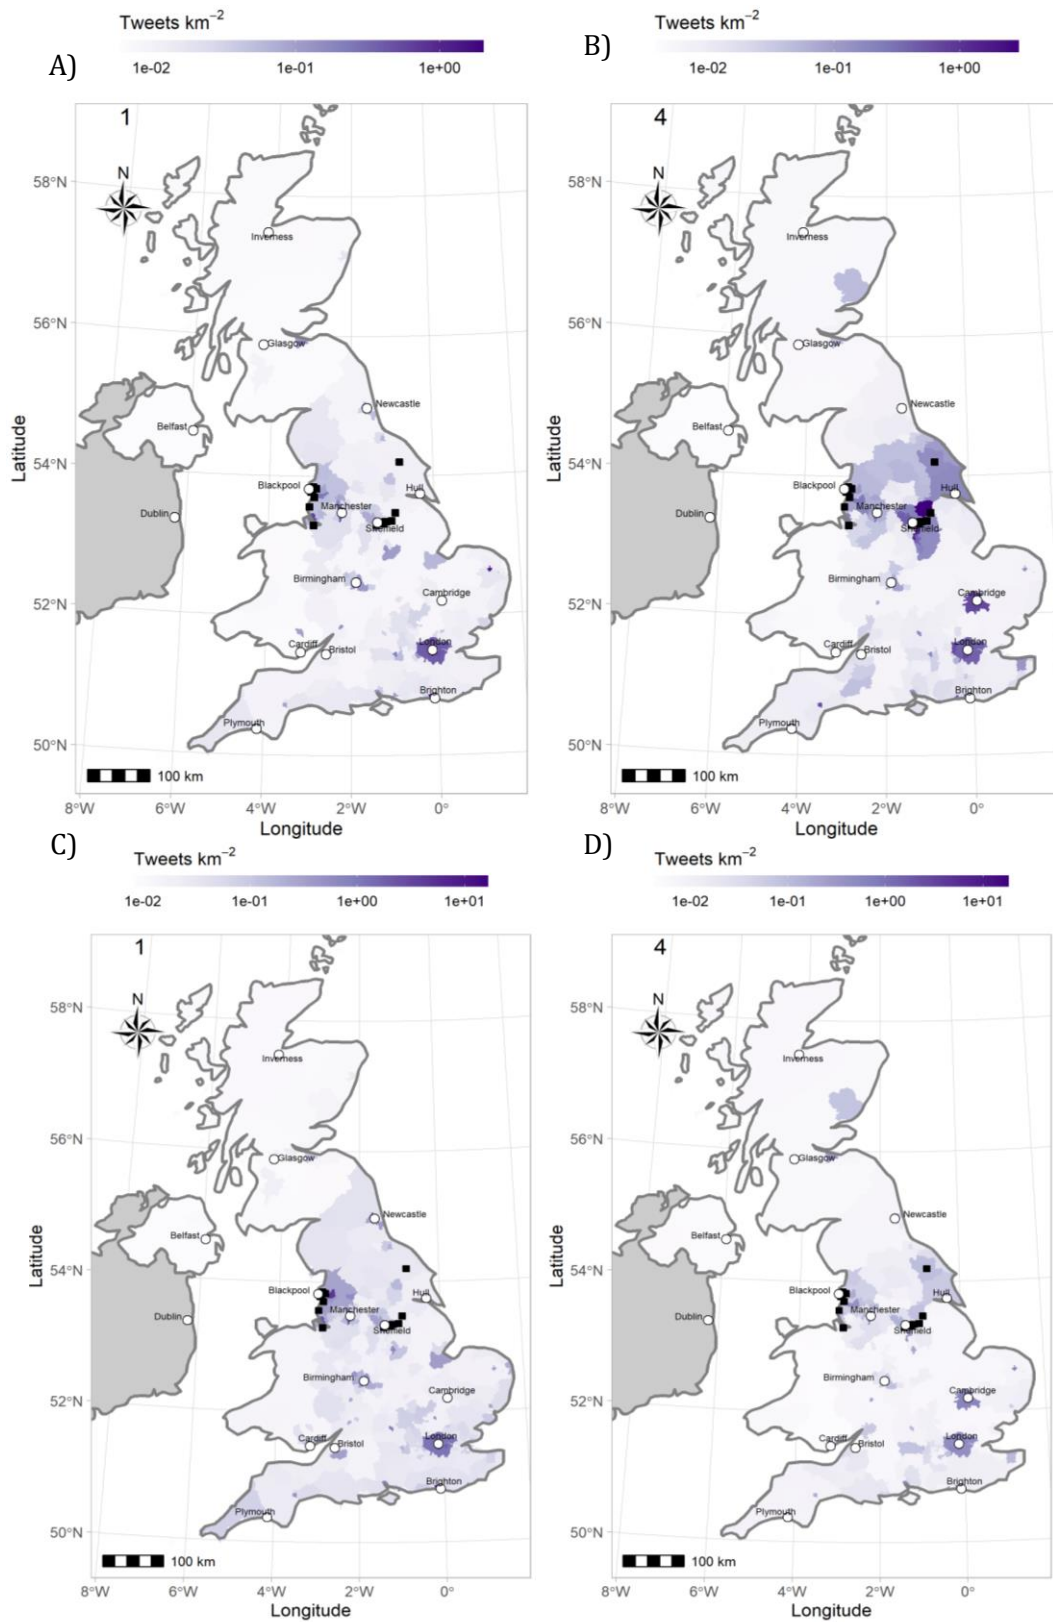 A)
Tweets km⁻²
1e-02 1e-01 1e+00
1
N
58°N
56°N
54°N
52°N
50°N
Latitude
Inverness
Glasgow
Newcastle
Belfast
Blackpool
Hull
Manchester
Dublin
Sheffield
Birmingham
Cambridge
Cardiff
Bristol
London
Brighton
Plymouth
100 km
8°W 6°W 4°W 2°W 0°
Longitude
B)
Tweets km⁻²
1e-02 1e-01 1e+00
4
N
58°N
56°N
54°N
52°N
50°N
Latitude
Inverness
Glasgow
Newcastle
Belfast
Blackpool
Hull
Manchester
Dublin
Sheffield
Birmingham
Cambridge
Cardiff
Bristol
London
Brighton
Plymouth
100 km
8°W 6°W 4°W 2°W 0°
Longitude
C)
Tweets km⁻²
1e-02 1e-01 1e+00 1e+01
1
N
58°N
56°N
54°N
52°N
50°N
Latitude
Inverness
Glasgow
Newcastle
Belfast
Blackpool
Hull
Manchester
Dublin
Sheffield
Birmingham
Cambridge
Cardiff
Bristol
London
Brighton
Plymouth
100 km
8°W 6°W 4°W 2°W 0°
Longitude
D)
Tweets km⁻²
1e-02 1e-01 1e+00 1e+01
4
N
58°N
56°N
54°N
52°N
50°N
Latitude
Inverness
Glasgow
Newcastle
Belfast
Blackpool
Hull
Manchester
Dublin
Sheffield
Birmingham
Cambridge
Cardiff
Bristol
London
Brighton
Plymouth
100 km
8°W 6°W 4°W 2°W 0°
Longitude